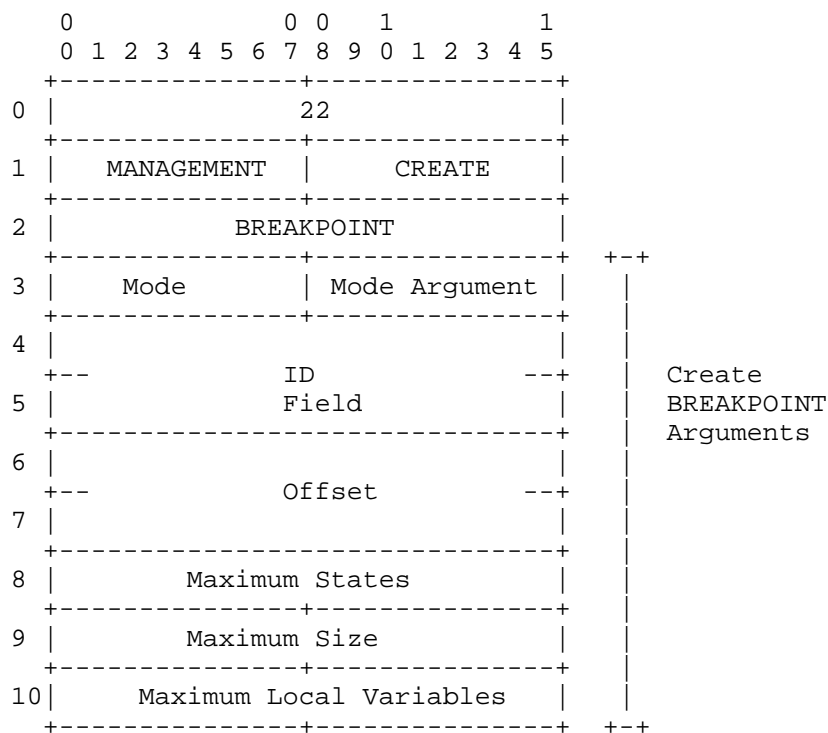 0             0 0   1         1
     0 1 2 3 4 5 6 7 8 9 0 1 2 3 4 5
    +---------------+---------------+
0   |               22              |
    +---------------+---------------+
1   |   MANAGEMENT  |     CREATE    |
    +---------------+---------------+
2   |           BREAKPOINT          |
    +---------------+---------------+  +-+
3   |    Mode       | Mode Argument |   |
    +---------------+---------------+   |
4   |                               |   |
    +--            ID             --+   |  Create
5   |              Field            |   |  BREAKPOINT
    +-------------------------------+   |  Arguments
6   |                               |   |
    +--            Offset         --+   |
7   |                               |   |
    +-------------------------------+   |
8   |        Maximum States         |   |
    +---------------+---------------+   |
9   |        Maximum Size           |   |
    +---------------+---------------+   |
10|     Maximum Local Variables   |   |
    +---------------+---------------+  +-+